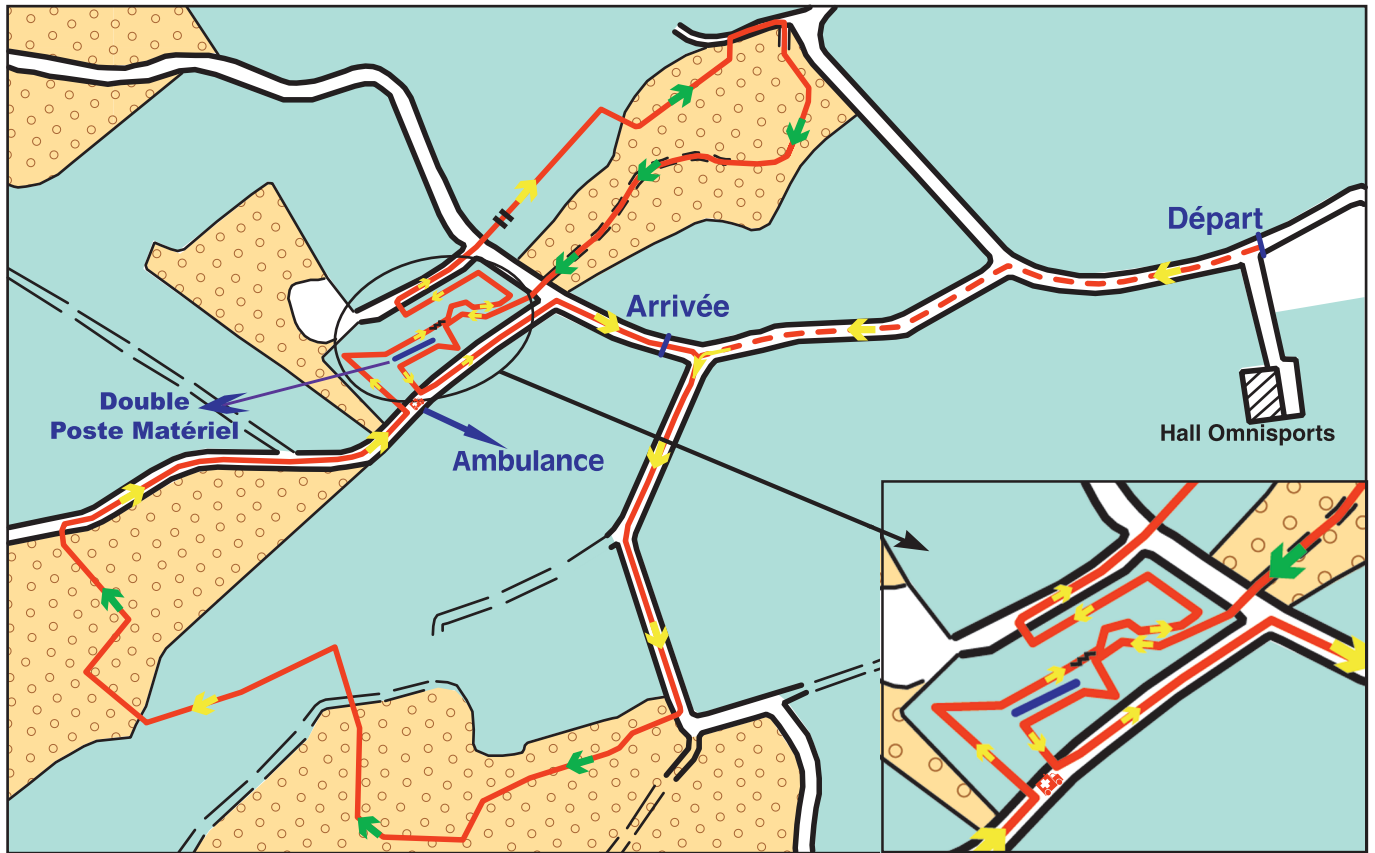 Départ
Arrivée
Double
Poste Matériel
Ambulance
Hall Omnisports